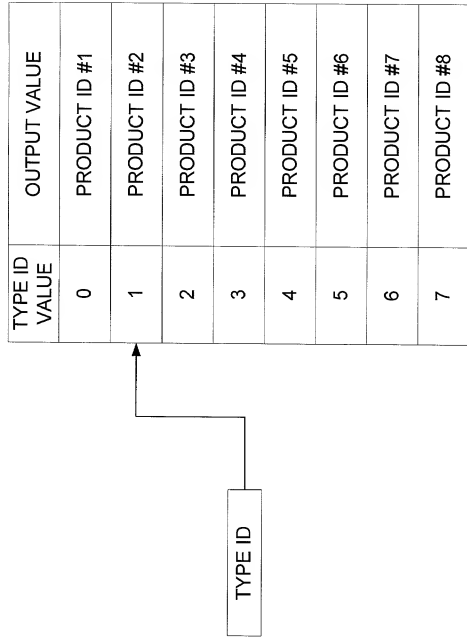 TYPE ID
VALUE
OUTPUT VALUE
0
PRODUCT ID #1
1
PRODUCT ID #2
2
PRODUCT ID #3
3
PRODUCT ID #4
4
PRODUCT ID #5
5
PRODUCT ID #6
6
PRODUCT ID #7
7
PRODUCT ID #8
TYPE ID